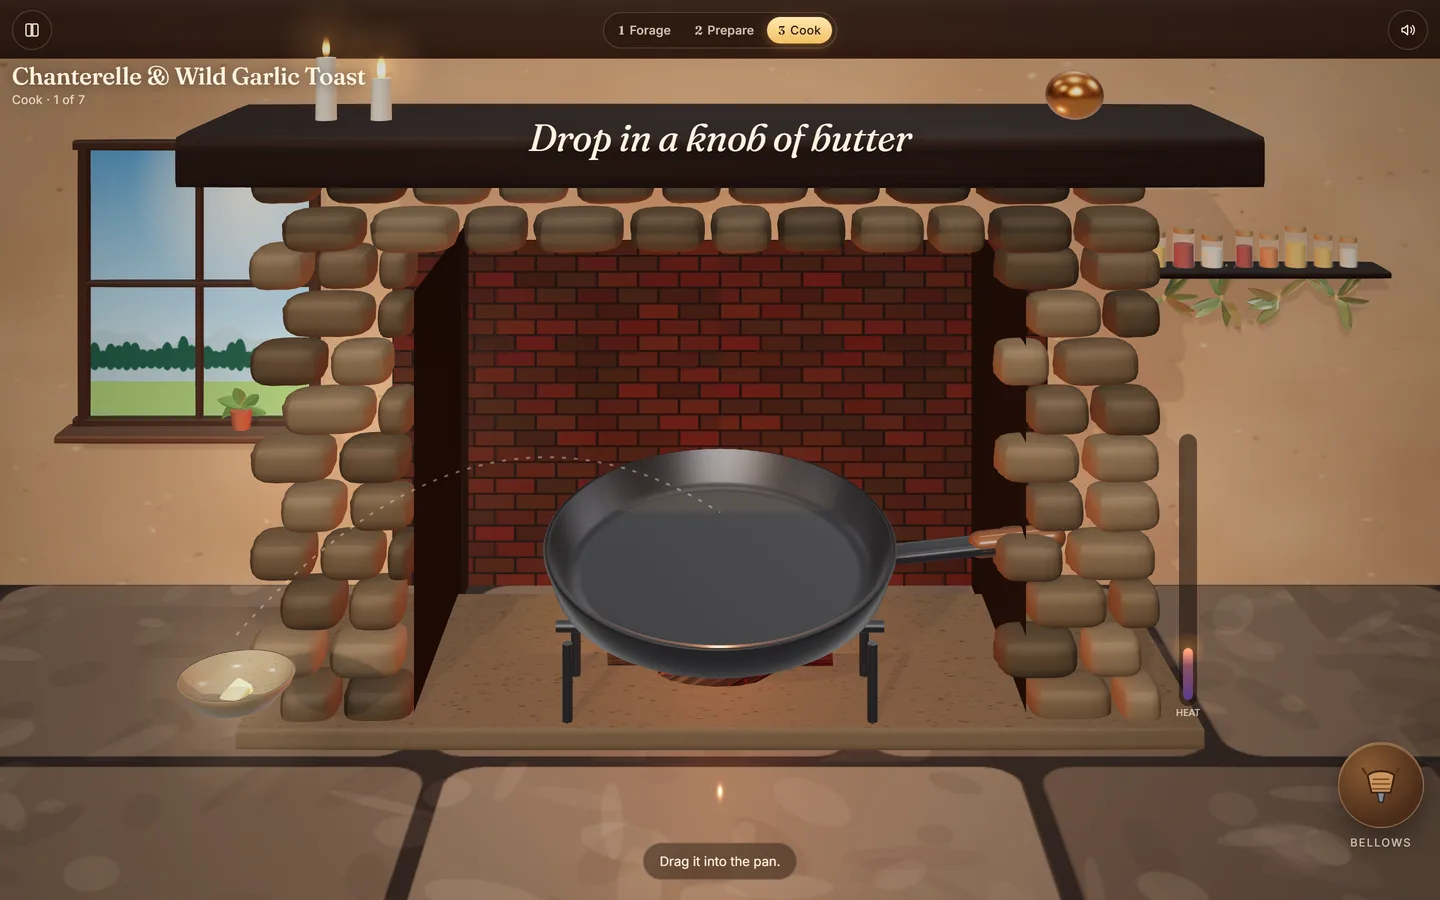 1 Forage
2 Prepare
3 Cook
Chanterelle & Wild Garlic Toast
Cook · 1 of 7
Drop in a knob of butter
HEAT
BELLOWS
Drag it into the pan.